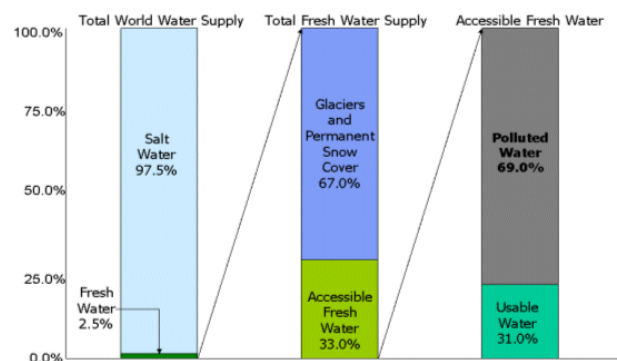 Total World Water Supply
Total Fresh Water Supply
Accessible Fresh Water
100.0%
75.0%
50.0%
25.0%
0.0%
Salt
Water
97.5%
Fresh
Water
2.5%
Glaciers
and
Permanent
Snow
Cover
67.0%
Accessible
Fresh
Water
33.0%
Polluted
Water
69.0%
Usable
Water
31.0%